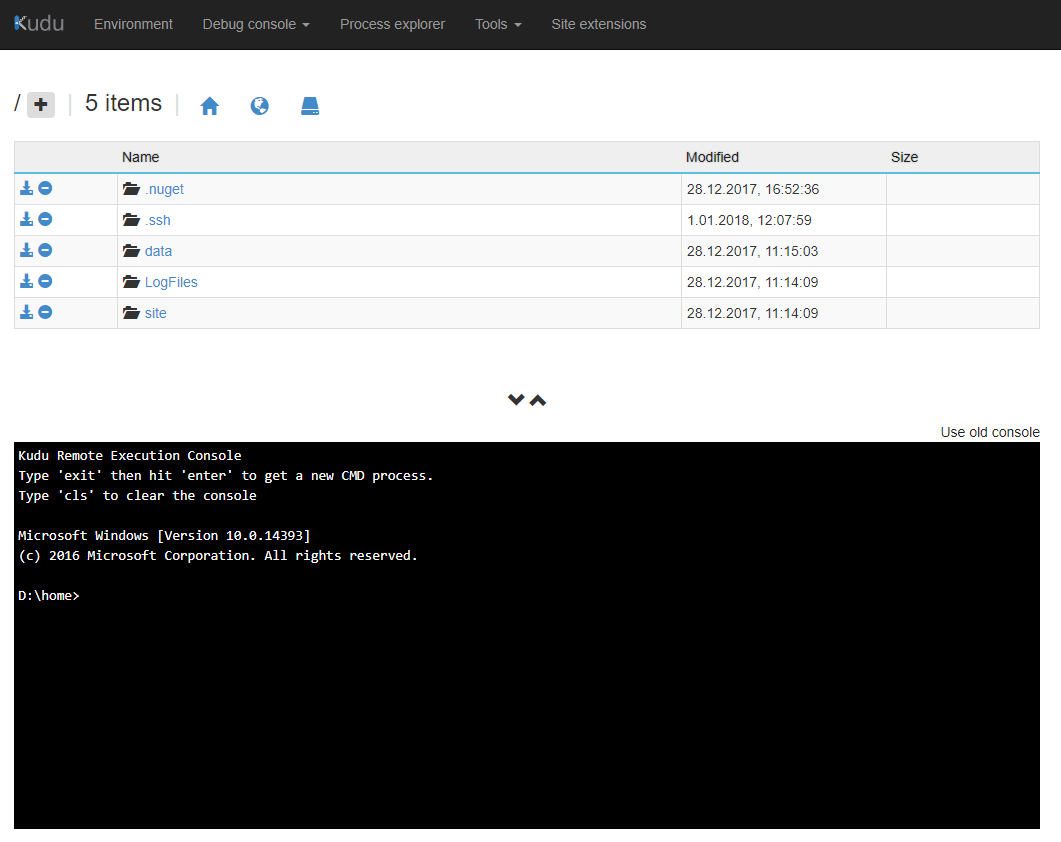 Kudu Environment Debug console Process explorer Tools Site extensions
/ + | 5 items |
Name Modified Size
.nuget 28.12.2017, 16:52:36
.ssh 1.01.2018, 12:07:59
data 28.12.2017, 11:15:03
LogFiles 28.12.2017, 11:14:09
site 28.12.2017, 11:14:09
Use old console
Kudu Remote Execution Console
Type 'exit' then hit 'enter' to get a new CMD process.
Type 'cls' to clear the console
Microsoft Windows [Version 10.0.14393]
(c) 2016 Microsoft Corporation. All rights reserved.
D:\home>